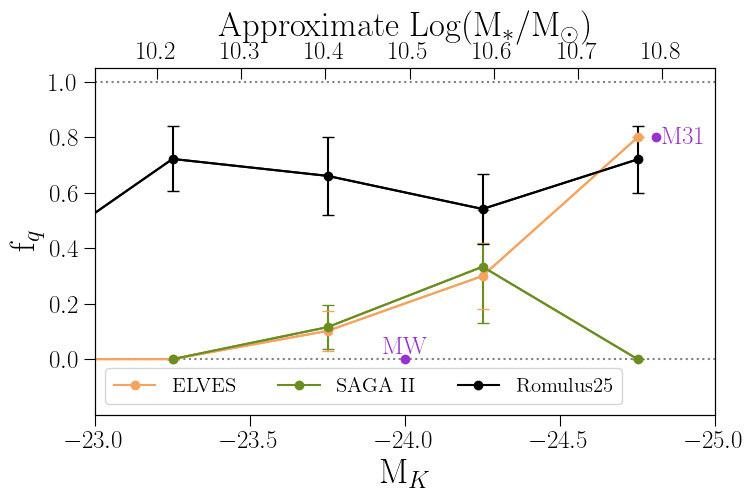 Approximate Log(M*/M☉)
10.2 10.3 10.4 10.5 10.6 10.7 10.8
1.0
0.8
0.6
0.4
0.2
0.0
f_q
M31
MW
ELVES SAGA II Romulus25
−23.0 −23.5 −24.0 −24.5 −25.0
M_K